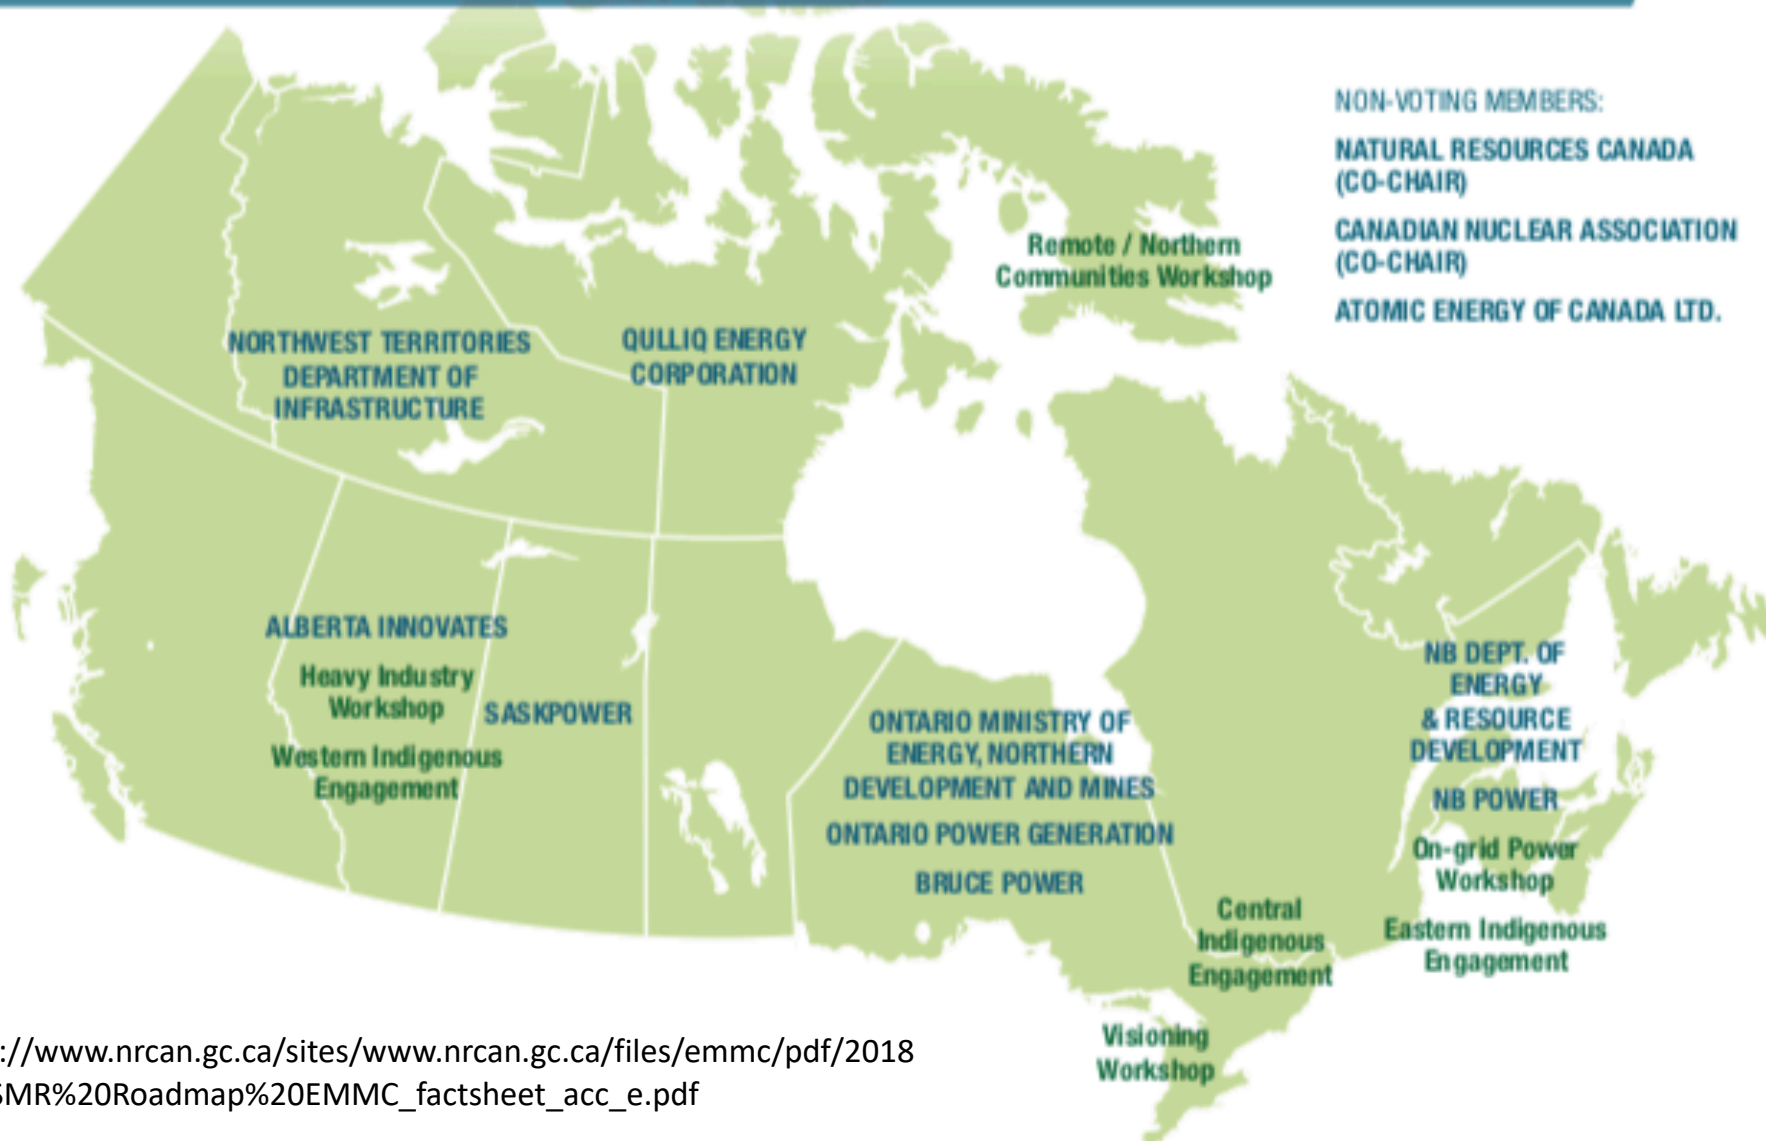 NON-VOTING MEMBERS:
NATURAL RESOURCES CANADA
(CO-CHAIR)
CANADIAN NUCLEAR ASSOCIATION
(CO-CHAIR)
ATOMIC ENERGY OF CANADA LTD.
Remote / Northern
Communities Workshop
NORTHWEST TERRITORIES
DEPARTMENT OF
INFRASTRUCTURE
QULLIQ ENERGY
CORPORATION
ALBERTA INNOVATES
Heavy Industry
Workshop
Western Indigenous
Engagement
SASKPOWER
ONTARIO MINISTRY OF
ENERGY, NORTHERN
DEVELOPMENT AND MINES
ONTARIO POWER GENERATION
BRUCE POWER
NB DEPT. OF
ENERGY
& RESOURCE
DEVELOPMENT
NB POWER
On-grid Power
Workshop
Eastern Indigenous
Engagement
Central
Indigenous
Engagement
Visioning
Workshop
://www.nrcan.gc.ca/sites/www.nrcan.gc.ca/files/emmc/pdf/2018
SMR%20Roadmap%20EMMC_factsheet_acc_e.pdf